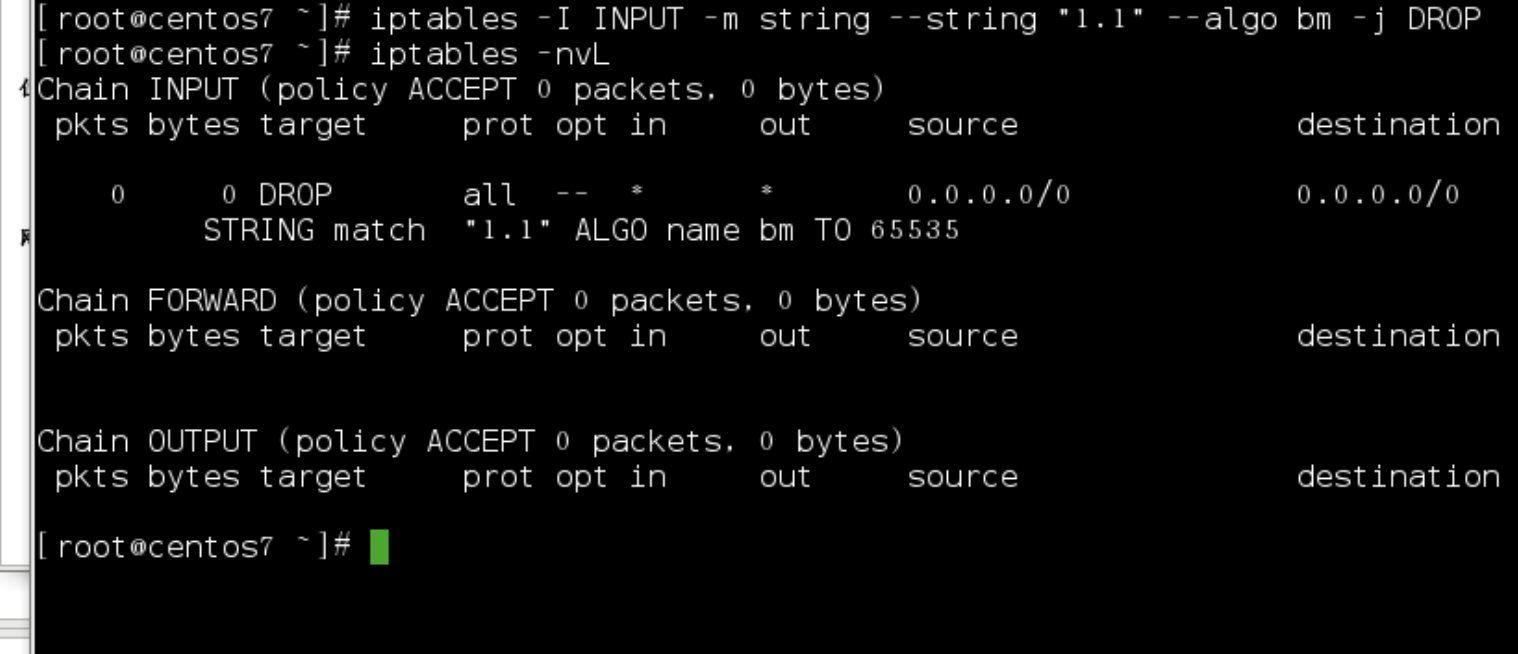 [root@centos7 ~]# iptables -I INPUT -m string --string "1.1" --algo bm -j DROP
[root@centos7 ~]# iptables -nvL
Chain INPUT (policy ACCEPT 0 packets, 0 bytes)
 pkts bytes target     prot opt in     out     source               destination
    0     0 DROP       all  --  *      *       0.0.0.0/0            0.0.0.0/0
         STRING match  "1.1" ALGO name bm TO 65535
Chain FORWARD (policy ACCEPT 0 packets, 0 bytes)
 pkts bytes target     prot opt in     out     source               destination
Chain OUTPUT (policy ACCEPT 0 packets, 0 bytes)
 pkts bytes target     prot opt in     out     source               destination
[root@centos7 ~]#